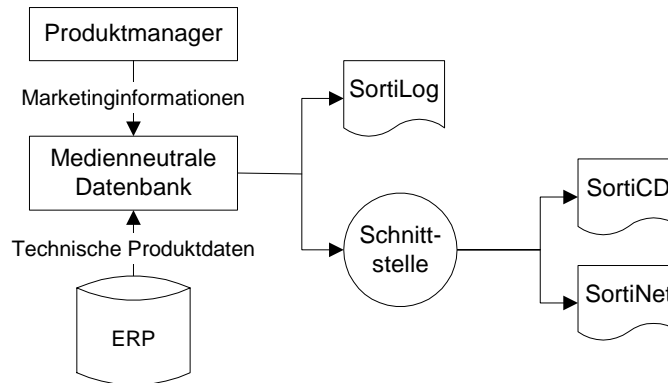 Produktmanager
Marketinginformationen
Medienneutrale
Datenbank
Technische Produktdaten
ERP
SortiLog
Schnitt-
stelle
SortiCD
SortiNet